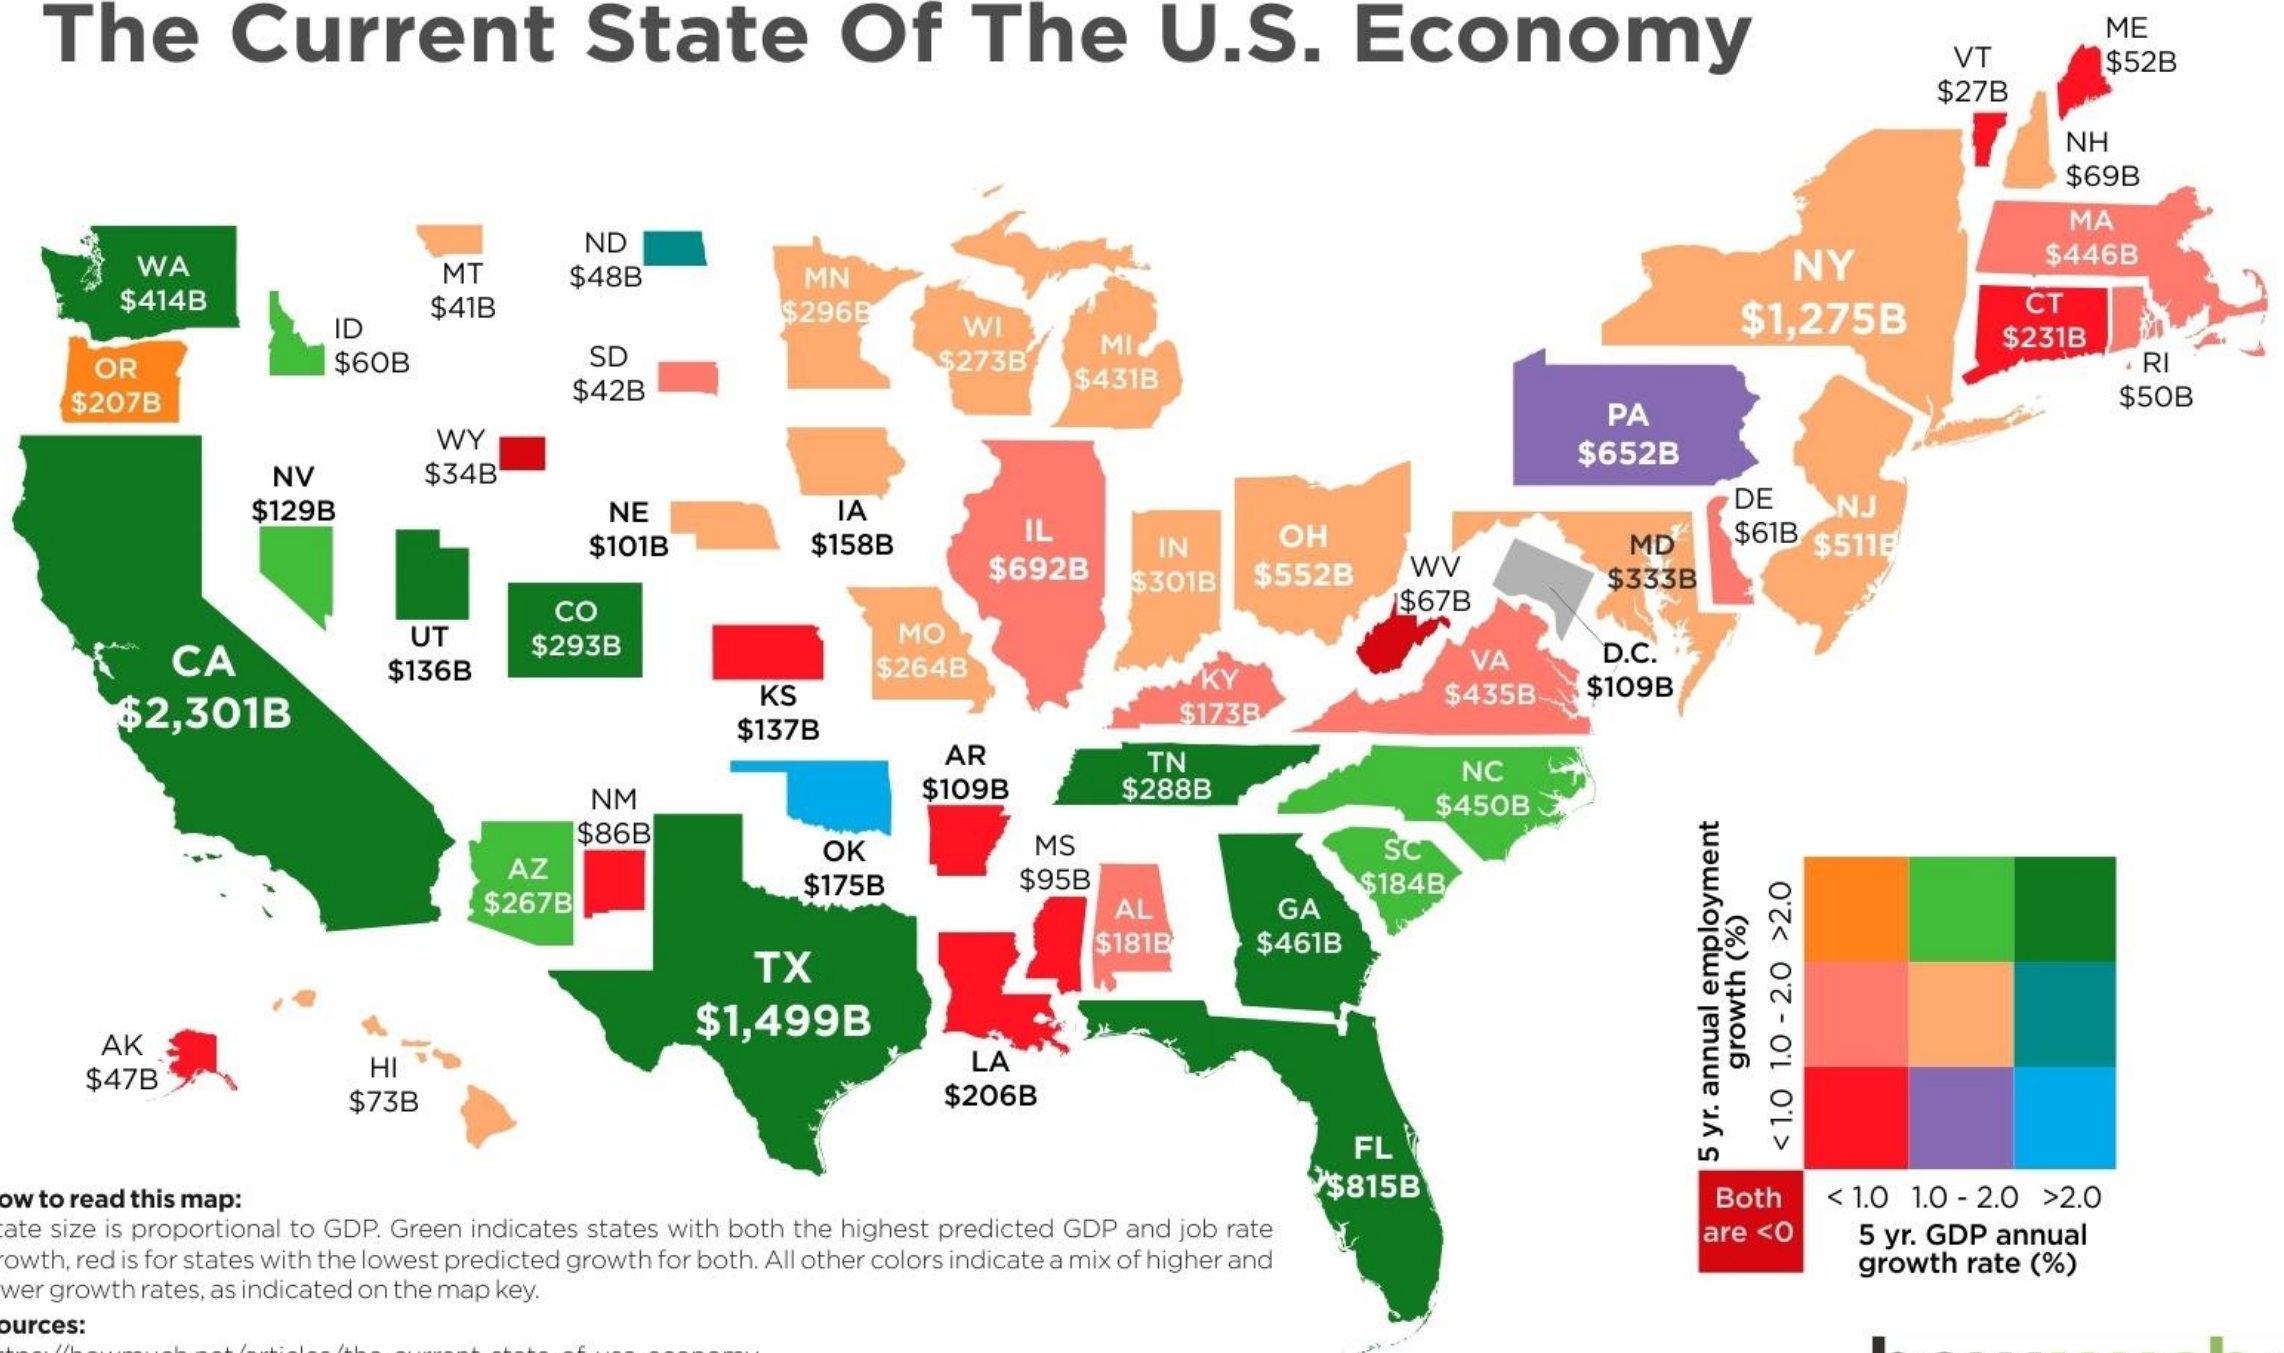 The Current State Of The U.S. Economy
ME
$52B
VT
$27B
NH
$69B
MA
$446B
WA
$414B
MT
$41B
ND
$48B
MN
$296B
NY
$1,275B
CT
$231B
ID
$60B
OR
$207B
SD
$42B
WI
$273B
MI
$431B
RI
$50B
WY
$34B
PA
$652B
NV
$129B
NE
$101B
IA
$158B
IL
$692B
IN
$301B
OH
$552B
DE
$61B
NJ
$511B
MD
$333B
WV
$67B
UT
$136B
CO
$293B
MO
$264B
D.C.
$109B
CA
$2,301B
KS
$137B
KY
$173B
VA
$435B
AR
$109B
TN
$288B
NC
$450B
NM
$86B
AZ
$267B
OK
$175B
MS
$95B
AL
$181B
GA
$461B
SC
$184B
TX
$1,499B
LA
$206B
AK
$47B
HI
$73B
FL
$815B
5 yr. annual employment
growth (%)
>2.0
1.0 - 2.0
<1.0
Both
are <0
< 1.0 1.0 - 2.0 >2.0
5 yr. GDP annual
growth rate (%)
ow to read this map:
tate size is proportional to GDP. Green indicates states with both the highest predicted GDP and job rate
rowth, red is for states with the lowest predicted growth for both. All other colors indicate a mix of higher and
wer growth rates, as indicated on the map key.
ources: